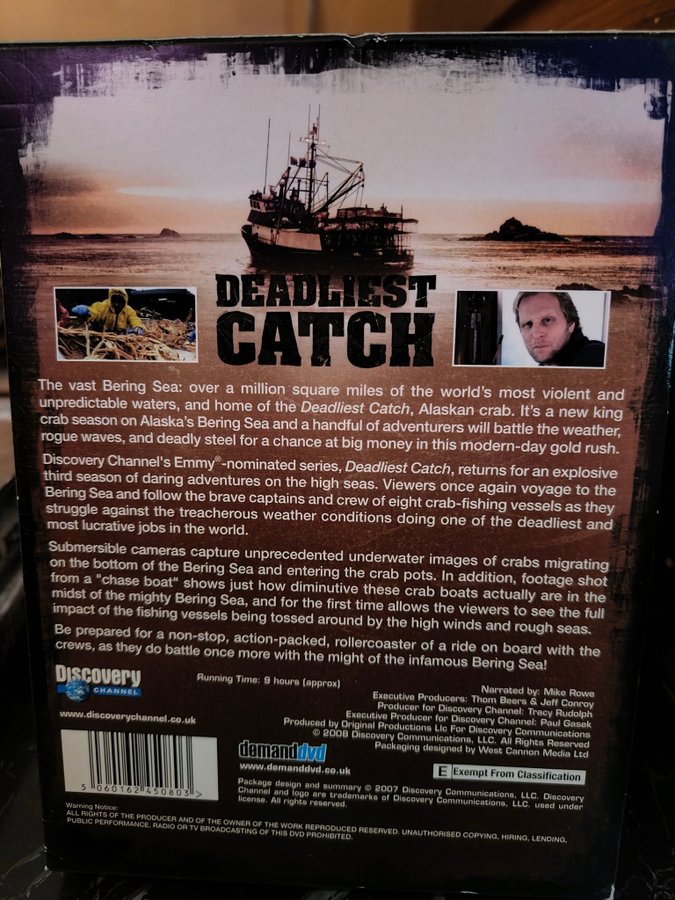 DEADLIEST
CATCH
The vast Bering Sea: over a million square miles of the world's most violent and
unpredictable waters, and home of the Deadliest Catch, Alaskan crab. It's a new king
crab season on Alaska's Bering Sea and a handful of adventurers will battle the weather,
rogue waves, and deadly steel for a chance at big money in this modern-day gold rush.
Discovery Channel's Emmy®-nominated series, Deadliest Catch, returns for an explosive
third season of daring adventures on the high seas. Viewers once again voyage to the
Bering Sea and follow the brave captains and crew of eight crab-fishing vessels as they
struggle against the treacherous weather conditions doing one of the deadliest and
most lucrative jobs in the world.
Submersible cameras capture unprecedented underwater images of crabs migrating
on the bottom of the Bering Sea and entering the crab pots. In addition, footage shot
from a "chase boat" shows just how diminutive these crab boats actually are in the
midst of the mighty Bering Sea, and for the first time allows the viewers to see the full
impact of the fishing vessels being tossed around by the high winds and rough seas.
Be prepared for a non-stop, action-packed, rollercoaster of a ride on board with the
crews, as they do battle once more with the might of the infamous Bering Sea!
Discovery
CHANNEL
www.discoverychannel.co.uk
Running Time: 9 hours (approx)
Narrated by: Mike Rowe
Executive Producers: Thom Beers & Jeff Conroy
Producer for Discovery Channel: Tracy Rudolph
Executive Producer for Discovery Channel: Paul Gasek
Produced by Original Productions Llc For Discovery Communications
© 2008 Discovery Communications, LLC. All Rights Reserved
Packaging designed by West Cannon Media Ltd
demanddvd
www.demanddvd.co.uk
E Exempt From Classification
5 060162 450803 >
Package design and summary © 2007 Discovery Communications, LLC. Discovery
Channel and logo are trademarks of Discovery Communications, LLC. used under
license. All rights reserved.
Warning Notice:
ALL RIGHTS OF THE PRODUCER AND OF THE OWNER OF THE WORK REPRODUCED RESERVED. UNAUTHORISED COPYING, HIRING, LENDING,
PUBLIC PERFORMANCE, RADIO OR TV BROADCASTING OF THIS DVD PROHIBITED.